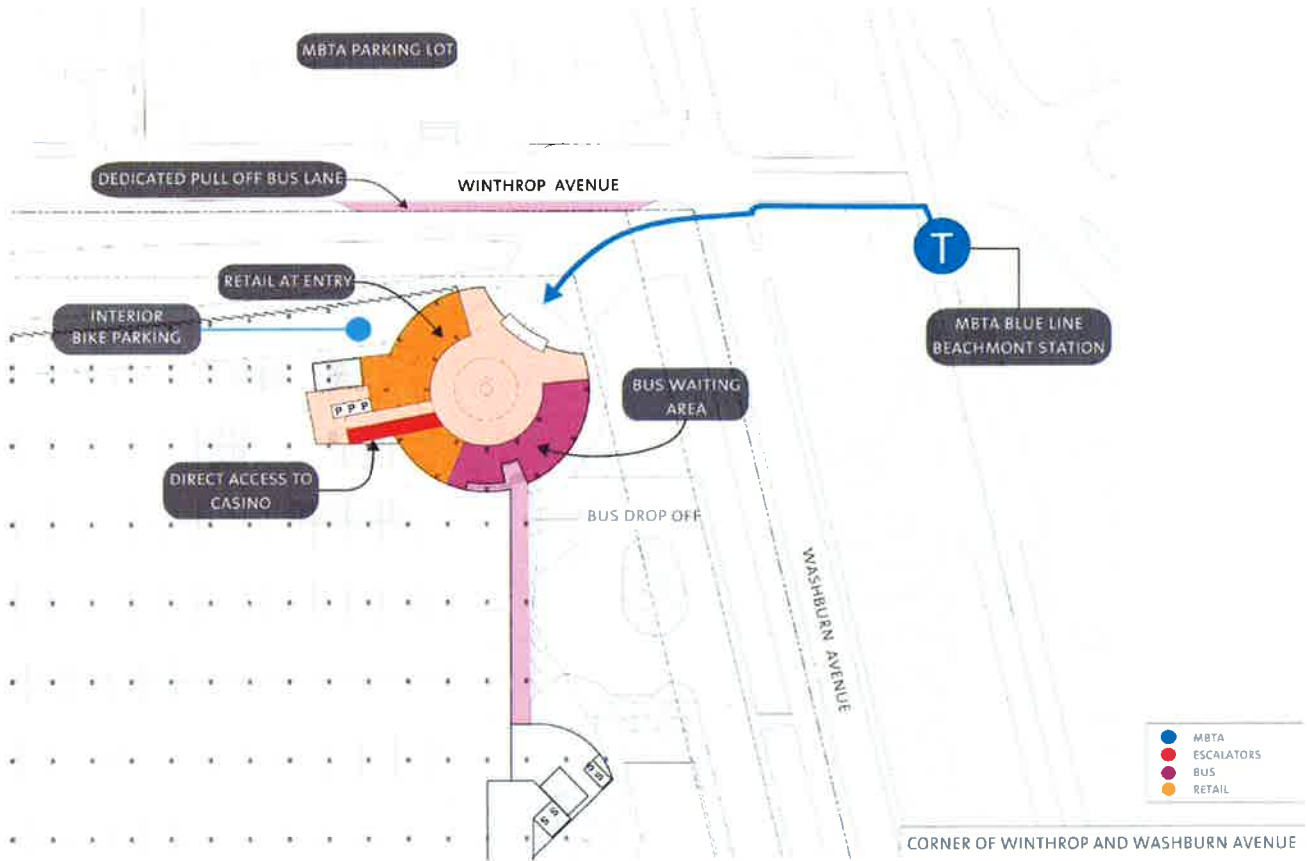 MBTA PARKING LOT
DEDICATED PULL OFF BUS LANE
WINTHROP AVENUE
T
RETAIL AT ENTRY
INTERIOR
BIKE PARKING
MBTA BLUE LINE
BEACHMONT STATION
BUS WAITING
AREA
P P P
DIRECT ACCESS TO
CASINO
BUS DROP OFF
WASHBURN AVENUE
MBTA
ESCALATORS
BUS
RETAIL
CORNER OF WINTHROP AND WASHBURN AVENUE